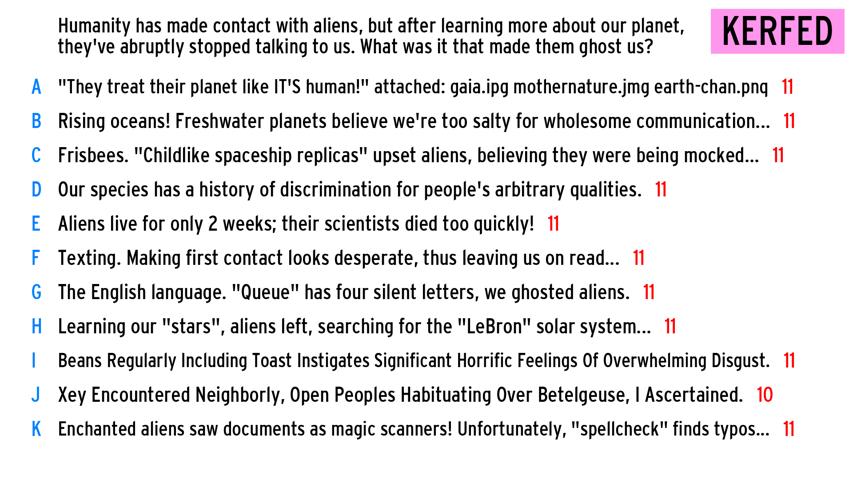 Humanity has made contact with aliens, but after learning more about our planet,
they've abruptly stopped talking to us. What was it that made them ghost us?
KERFED
A "They treat their planet like IT'S human!" attached: gaia.ipg mothernature.jmg earth-chan.pnq 11
B Rising oceans! Freshwater planets believe we're too salty for wholesome communication... 11
C Frisbees. "Childlike spaceship replicas" upset aliens, believing they were being mocked... 11
D Our species has a history of discrimination for people's arbitrary qualities. 11
E Aliens live for only 2 weeks; their scientists died too quickly! 11
F Texting. Making first contact looks desperate, thus leaving us on read... 11
G The English language. "Queue" has four silent letters, we ghosted aliens. 11
H Learning our "stars", aliens left, searching for the "LeBron" solar system... 11
I Beans Regularly Including Toast Instigates Significant Horrific Feelings Of Overwhelming Disgust. 11
J Xey Encountered Neighborly, Open Peoples Habituating Over Betelgeuse, I Ascertained. 10
K Enchanted aliens saw documents as magic scanners! Unfortunately, "spellcheck" finds typos... 11